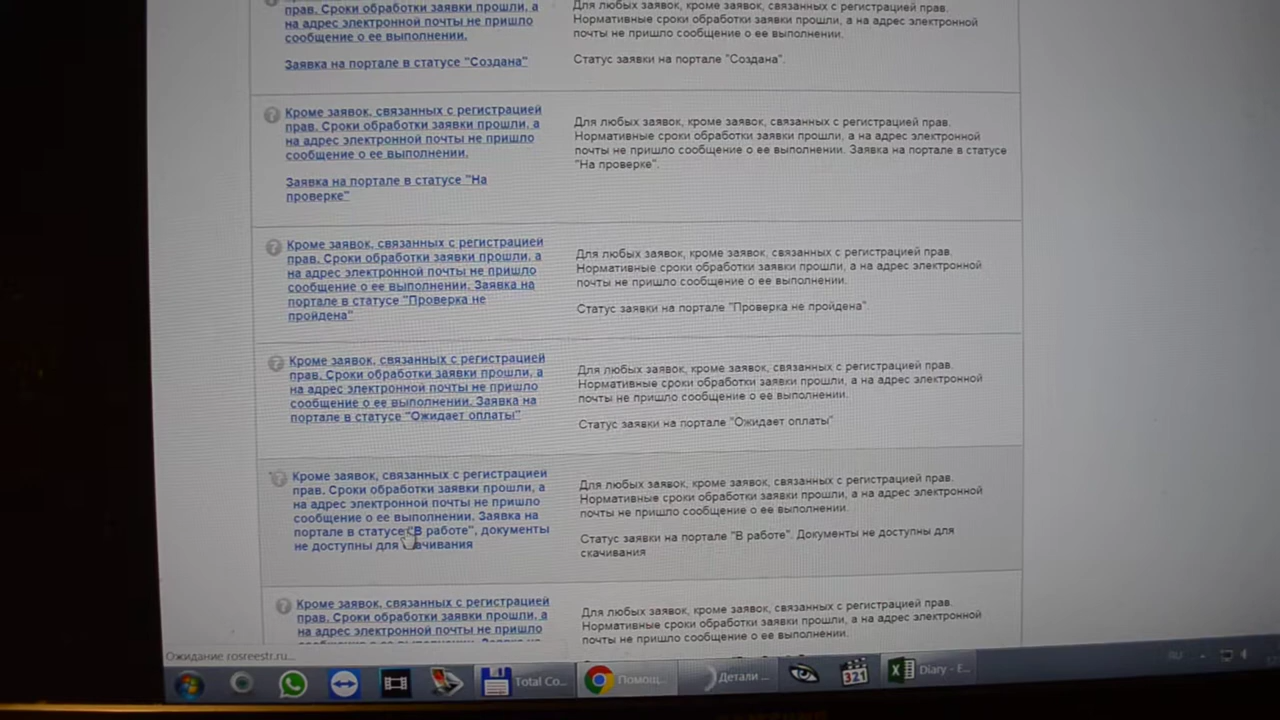 прав. Сроки обработки заявки прошли, а
на адрес электронной почты не пришло
сообщение о ее выполнении.
Заявка на портале в статусе "Создана"
Для любых заявок, кроме заявок, связанных с регистрацией прав.
Нормативные сроки обработки заявки прошли, а на адрес электронной
почты не пришло сообщение о ее выполнении.
Статус заявки на портале "Создана".
Кроме заявок, связанных с регистрацией
прав. Сроки обработки заявки прошли, а
на адрес электронной почты не пришло
сообщение о ее выполнении.
Заявка на портале в статусе "На
проверке"
Для любых заявок, кроме заявок, связанных с регистрацией прав.
Нормативные сроки обработки заявки прошли, а на адрес электронной
почты не пришло сообщение о ее выполнении. Заявка на портале в статусе
"На проверке".
Кроме заявок, связанных с регистрацией
прав. Сроки обработки заявки прошли, а
на адрес электронной почты не пришло
сообщение о ее выполнении. Заявка на
портале в статусе "Проверка не
пройдена"
Для любых заявок, кроме заявок, связанных с регистрацией прав.
Нормативные сроки обработки заявки прошли, а на адрес электронной
почты не пришло сообщение о ее выполнении.
Статус заявки на портале "Проверка не пройдена"
Кроме заявок, связанных с регистрацией
прав. Сроки обработки заявки прошли, а
на адрес электронной почты не пришло
сообщение о ее выполнении. Заявка на
портале в статусе "Ожидает оплаты"
Для любых заявок, кроме заявок, связанных с регистрацией прав.
Нормативные сроки обработки заявки прошли, а на адрес электронной
почты не пришло сообщение о ее выполнении.
Статус заявки на портале "Ожидает оплаты"
Кроме заявок, связанных с регистрацией
прав. Сроки обработки заявки прошли, а
на адрес электронной почты не пришло
сообщение о ее выполнении. Заявка на
портале в статусе "В работе", документы
не доступны для скачивания
Для любых заявок, кроме заявок, связанных с регистрацией прав.
Нормативные сроки обработки заявки прошли, а на адрес электронной
почты не пришло сообщение о ее выполнении.
Статус заявки на портале "В работе". Документы не доступны для
скачивания
Кроме заявок, связанных с регистрацией
прав. Сроки обработки заявки прошли, а
на адрес электронной почты не пришло
Для любых заявок, кроме заявок, связанных с регистрацией прав.
Нормативные сроки обработки заявки прошли, а на адрес электронной
почты не пришло сообщение о ее выполнении.
Ожидание rosreestr.ru...
Total Co...
Помощ...
Детали ...
321
Diary - E...
RU